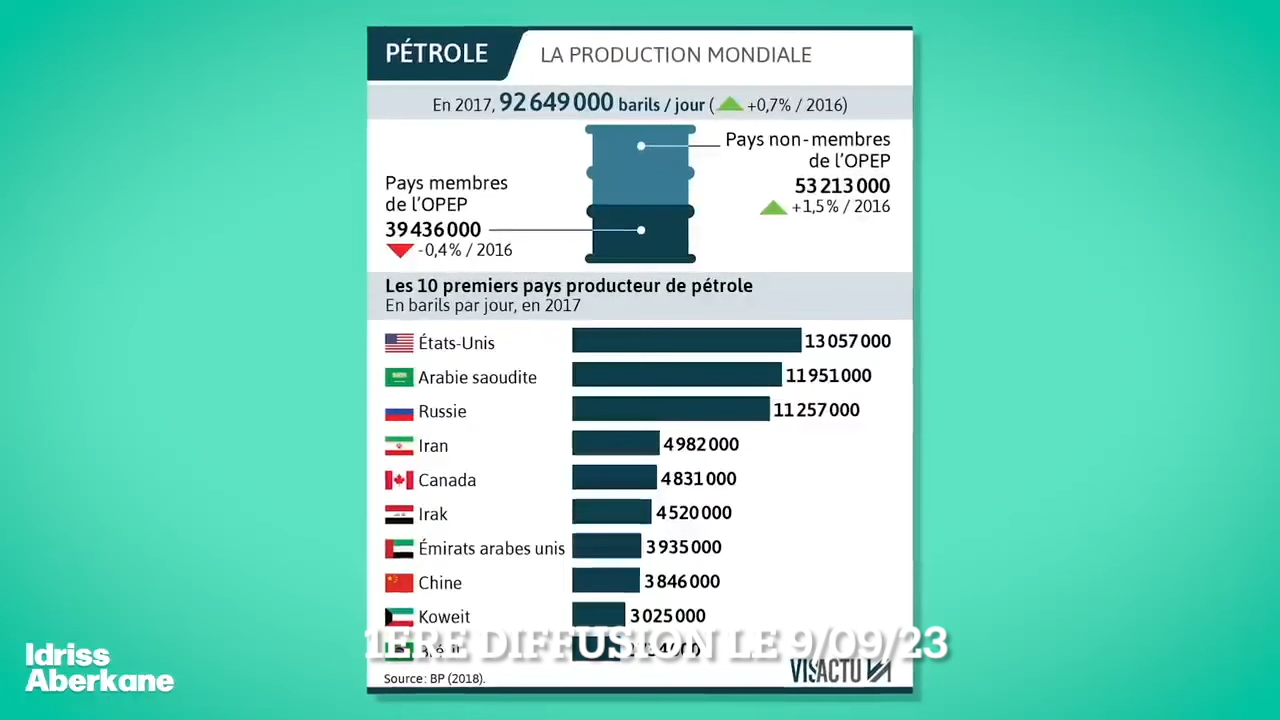 PÉTROLE
LA PRODUCTION MONDIALE
En 2017, 92 649 000 barils / jour ( +0,7% / 2016)
Pays non-membres
de l'OPEP
53 213 000
+1,5% / 2016
Pays membres
de l'OPEP
39 436 000
-0,4% / 2016
Les 10 premiers pays producteur de pétrole
En barils par jour, en 2017
États-Unis 13 057 000
Arabie saoudite 11 951 000
Russie 11 257 000
Iran 4 982 000
Canada 4 831 000
Irak 4 520 000
Émirats arabes unis 3 935 000
Chine 3 846 000
Koweit 3 025 000
1ERE DIFFUSION LE 9/09/23
Source: BP (2018).
VISACTU
Idriss
Aberkane